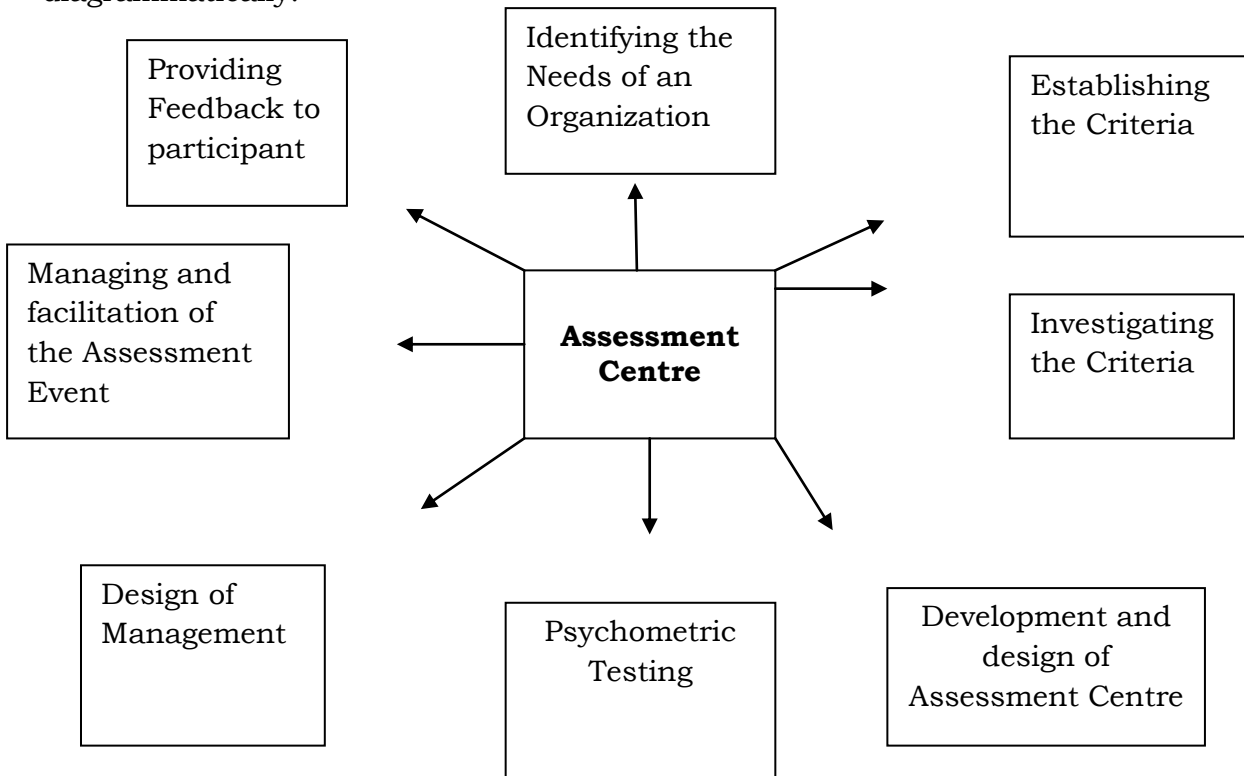 diagrammatically.
Providing
Feedback to
participant
Identifying the
Needs of an
Organization
Establishing
the Criteria
Managing and
facilitation of
the Assessment
Event
Assessment
Centre
Investigating
the Criteria
Design of
Management
Psychometric
Testing
Development and
design of
Assessment Centre